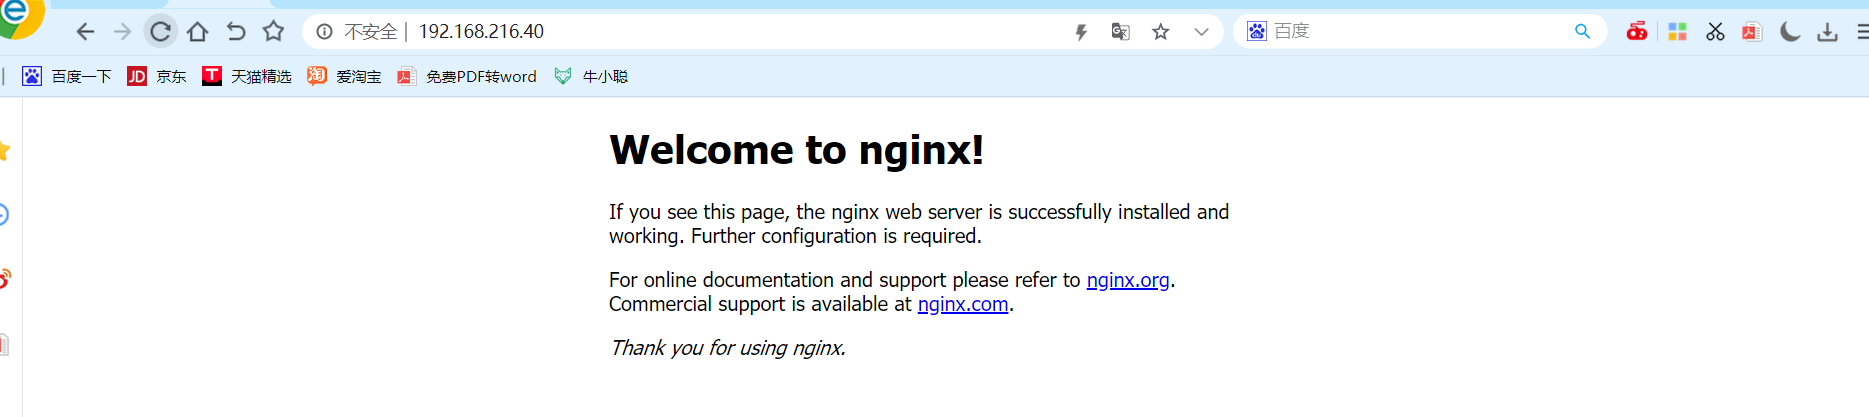 不安全 | 192.168.216.40
百度
百度一下 JD 京东 T 天猫精选 淘 爱淘宝 免费PDF转word 牛小聪
Welcome to nginx!
If you see this page, the nginx web server is successfully installed and
working. Further configuration is required.
For online documentation and support please refer to nginx.org.
Commercial support is available at nginx.com.
Thank you for using nginx.